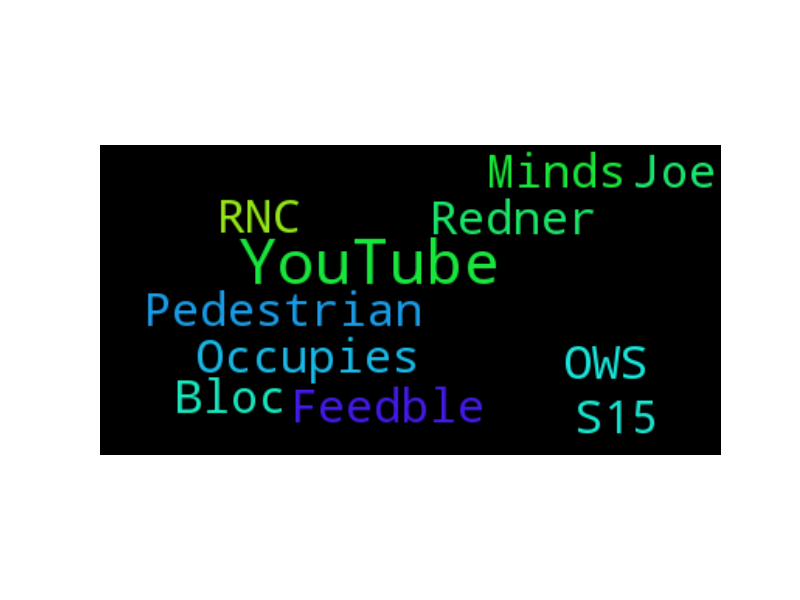 Minds Joe
RNC Redner
YouTube
Pedestrian
Occupies OWS
Bloc Feedble S15